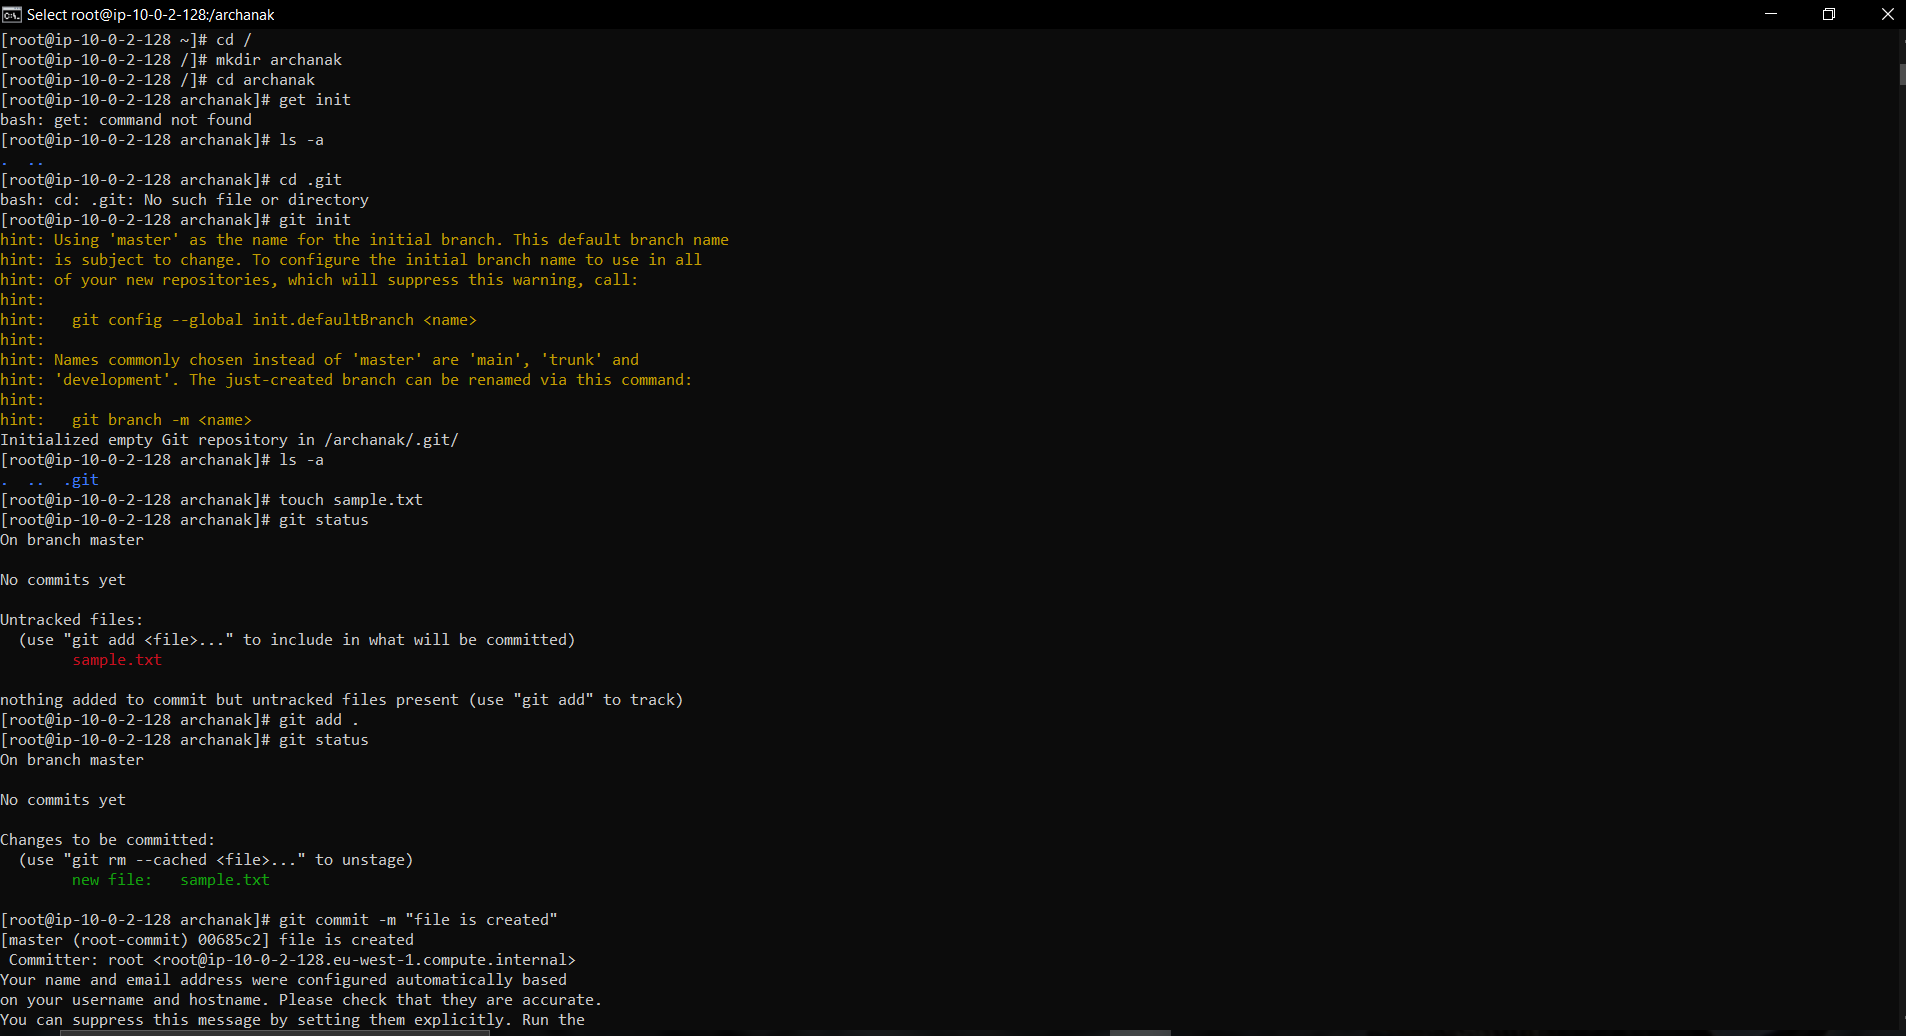 Select root@ip-10-0-2-128:/archanak
[root@ip-10-0-2-128 ~]# cd /
[root@ip-10-0-2-128 /]# mkdir archanak
[root@ip-10-0-2-128 /]# cd archanak
[root@ip-10-0-2-128 archanak]# get init
bash: get: command not found
[root@ip-10-0-2-128 archanak]# ls -a
.  ..
[root@ip-10-0-2-128 archanak]# cd .git
bash: cd: .git: No such file or directory
[root@ip-10-0-2-128 archanak]# git init
hint: Using 'master' as the name for the initial branch. This default branch name
hint: is subject to change. To configure the initial branch name to use in all
hint: of your new repositories, which will suppress this warning, call:
hint:
hint:   git config --global init.defaultBranch <name>
hint:
hint: Names commonly chosen instead of 'master' are 'main', 'trunk' and
hint: 'development'. The just-created branch can be renamed via this command:
hint:
hint:   git branch -m <name>
Initialized empty Git repository in /archanak/.git/
[root@ip-10-0-2-128 archanak]# ls -a
.  ..  .git
[root@ip-10-0-2-128 archanak]# touch sample.txt
[root@ip-10-0-2-128 archanak]# git status
On branch master
No commits yet
Untracked files:
  (use "git add <file>..." to include in what will be committed)
        sample.txt
nothing added to commit but untracked files present (use "git add" to track)
[root@ip-10-0-2-128 archanak]# git add .
[root@ip-10-0-2-128 archanak]# git status
On branch master
No commits yet
Changes to be committed:
  (use "git rm --cached <file>..." to unstage)
        new file:   sample.txt
[root@ip-10-0-2-128 archanak]# git commit -m "file is created"
[master (root-commit) 00685c2] file is created
 Committer: root <root@ip-10-0-2-128.eu-west-1.compute.internal>
Your name and email address were configured automatically based
on your username and hostname. Please check that they are accurate.
You can suppress this message by setting them explicitly. Run the